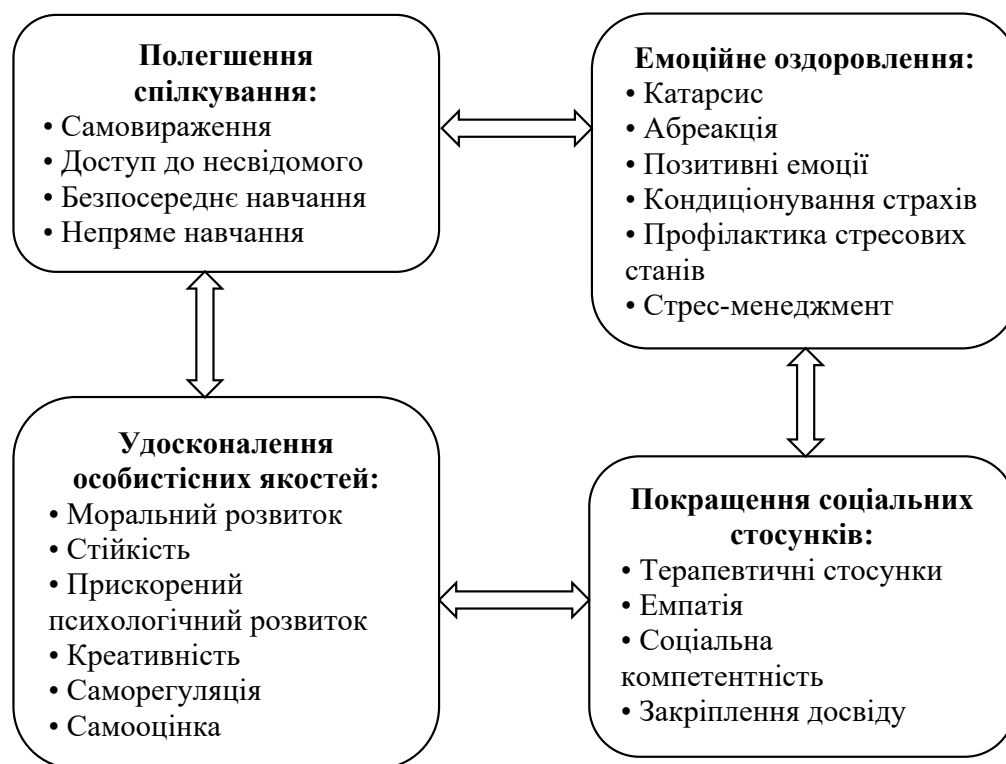 Полегшення
спілкування:
• Самовираження
• Доступ до несвідомого
• Безпосереднє навчання
• Непряме навчання
Емоційне оздоровлення:
• Катарсис
• Абреакція
• Позитивні емоції
• Кондиціонування страхів
• Профілактика стресових
станів
• Стрес-менеджмент
Удосконалення
особистісних якостей:
• Моральний розвиток
• Стійкість
• Прискорений
психологічний розвиток
• Креативність
• Саморегуляція
• Самооцінка
Покращення соціальних
стосунків:
• Терапевтичні стосунки
• Емпатія
• Соціальна
компетентність
• Закріплення досвіду